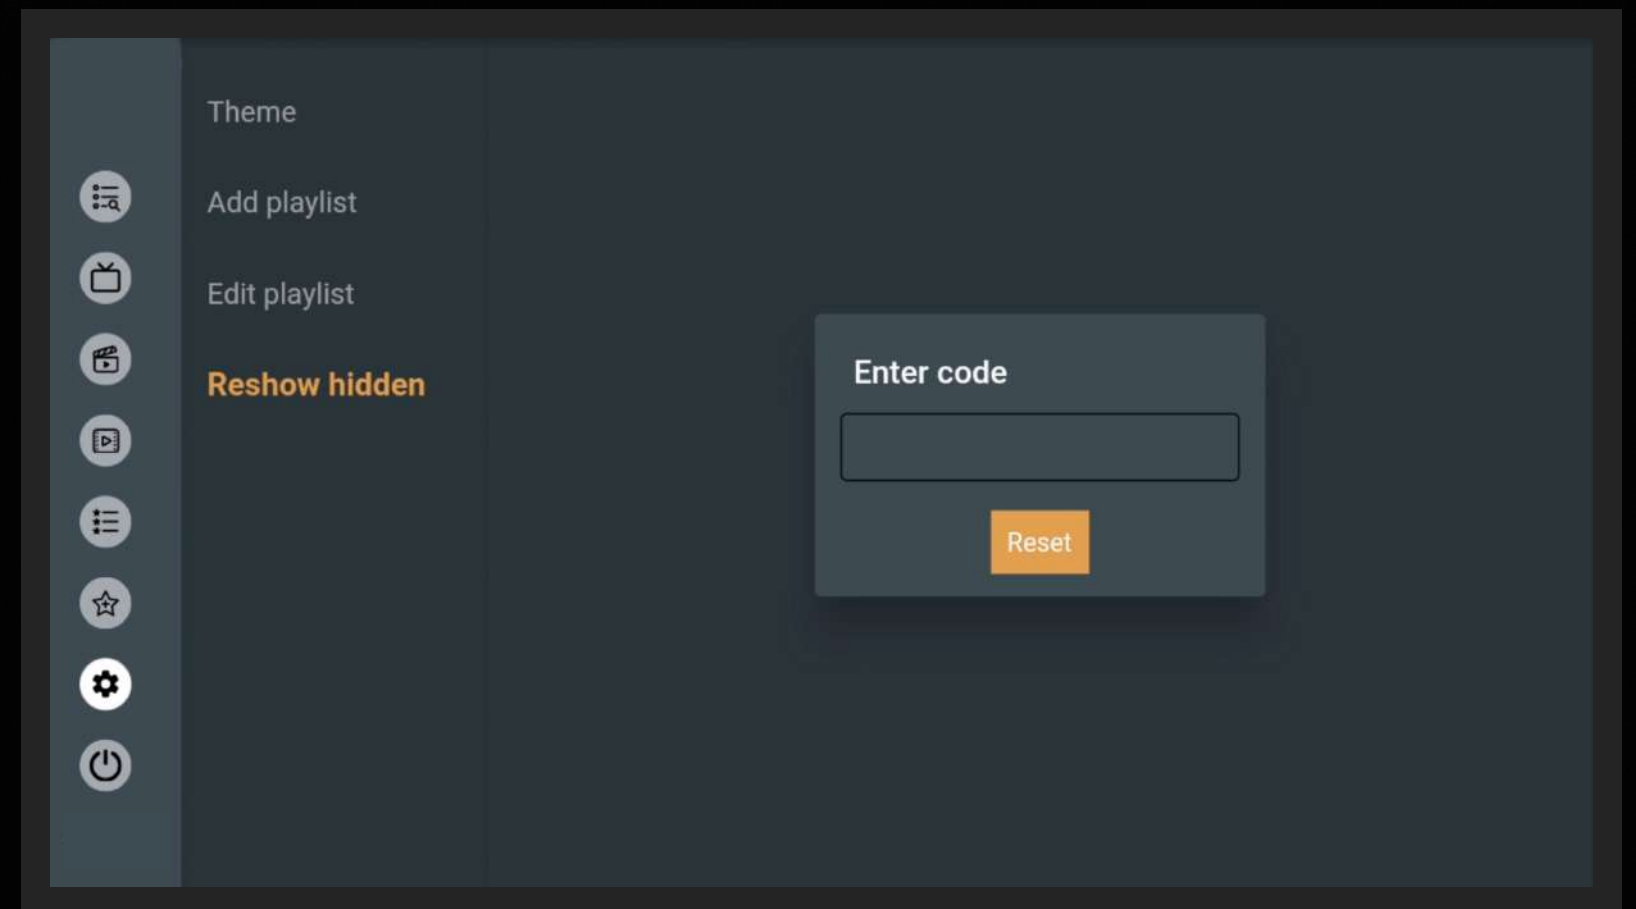 Theme
Add playlist
Edit playlist
Reshow hidden
Enter code
Reset